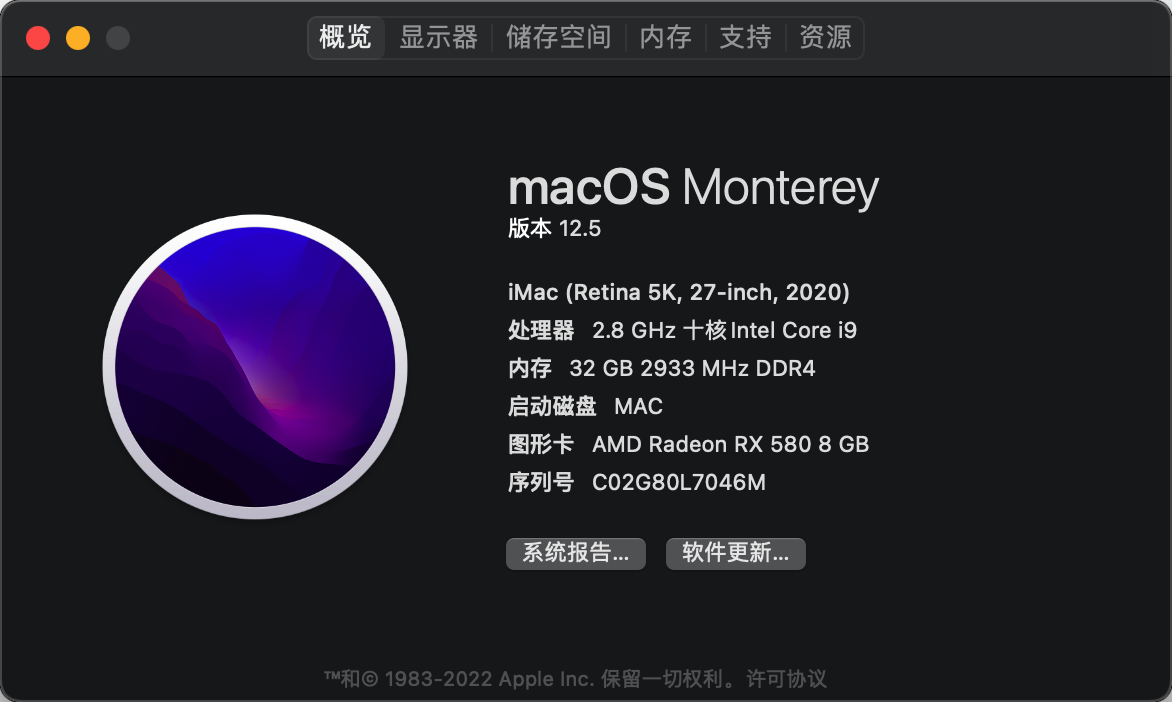 概览 显示器 储存空间 内存 支持 资源
macOS Monterey
版本 12.5
iMac (Retina 5K, 27-inch, 2020)
处理器 2.8 GHz 十核Intel Core i9
内存 32 GB 2933 MHz DDR4
启动磁盘 MAC
图形卡 AMD Radeon RX 580 8 GB
序列号 C02G80L7046M
系统报告... 软件更新...
™和© 1983-2022 Apple Inc. 保留一切权利。许可协议